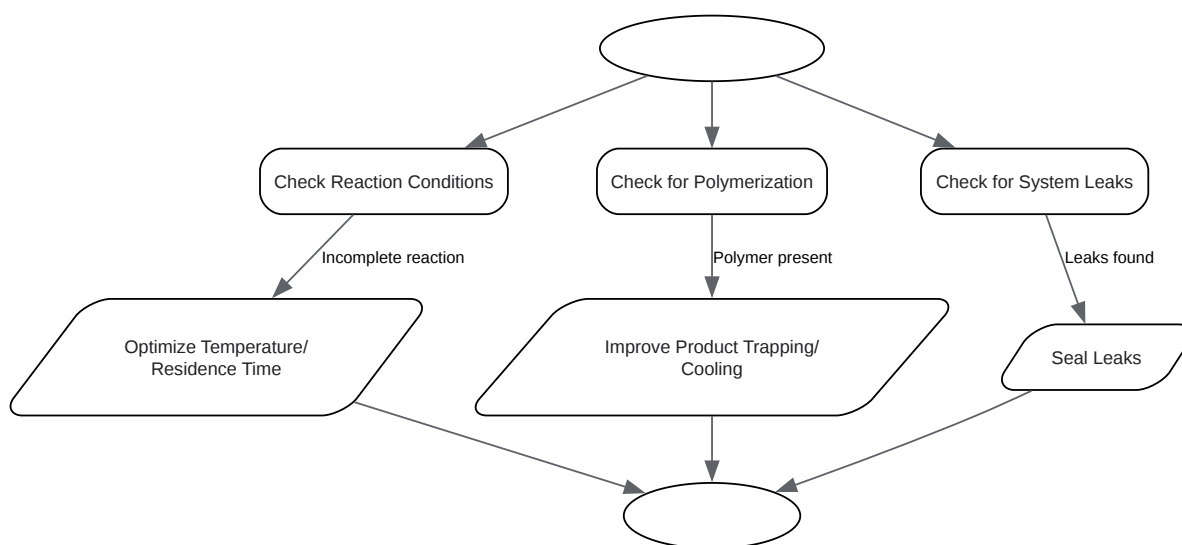 Check Reaction Conditions
Check for Polymerization
Check for System Leaks
Incomplete reaction
Polymer present
Leaks found
Optimize Temperature/
Residence Time
Improve Product Trapping/
Cooling
Seal Leaks